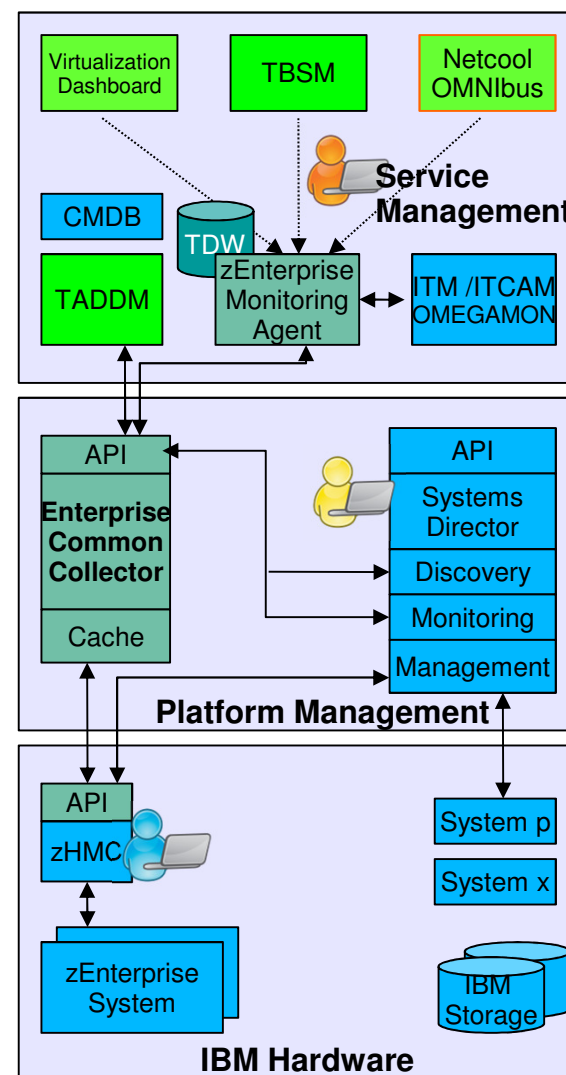 Virtualization
Dashboard
TBSM
Netcool
OMNIbus
Service
Management
CMDB
TDW
TADDM
zEnterprise
Monitoring
Agent
ITM /ITCAM
OMEGAMON
API
Enterprise
Common
Collector
Cache
API
Systems
Director
Discovery
Monitoring
Management
Platform Management
API
zHMC
zEnterprise
System
System p
System x
IBM
Storage
IBM Hardware